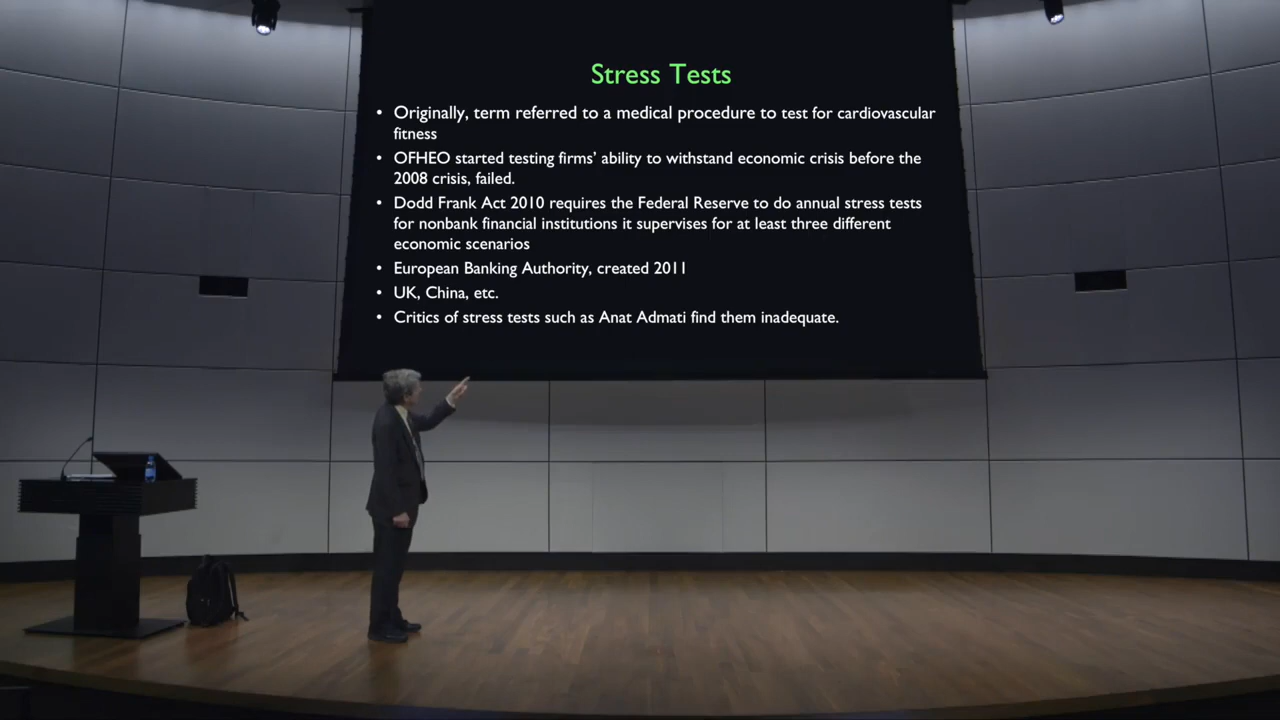 Stress Tests
• Originally, term referred to a medical procedure to test for cardiovascular
fitness
• OFHEO started testing firms’ ability to withstand economic crisis before the
2008 crisis, failed.
• Dodd Frank Act 2010 requires the Federal Reserve to do annual stress tests
for nonbank financial institutions it supervises for at least three different
economic scenarios
• European Banking Authority, created 2011
• UK, China, etc.
• Critics of stress tests such as Anat Admati find them inadequate.